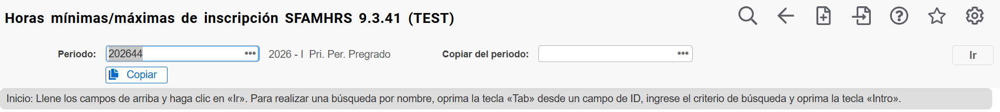 Horas mínimas/máximas de inscripción SFAMHRS 9.3.41 (TEST)
Periodo: 202644 ••• 2026 - I Pri. Per. Pregrado Copiar del periodo: ••• Ir
Copiar
Inicio: Llene los campos de arriba y haga clic en «Ir». Para realizar una búsqueda por nombre, oprima la tecla «Tab» desde un campo de ID, ingrese el criterio de búsqueda y oprima la tecla «Intro».